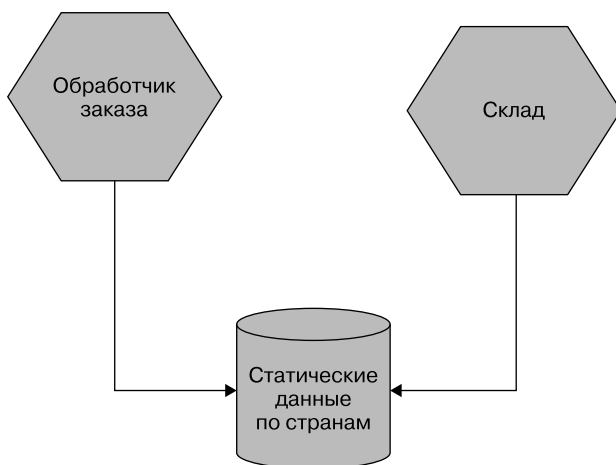 Обработчик
заказа
Склад
Статические
данные
по странам